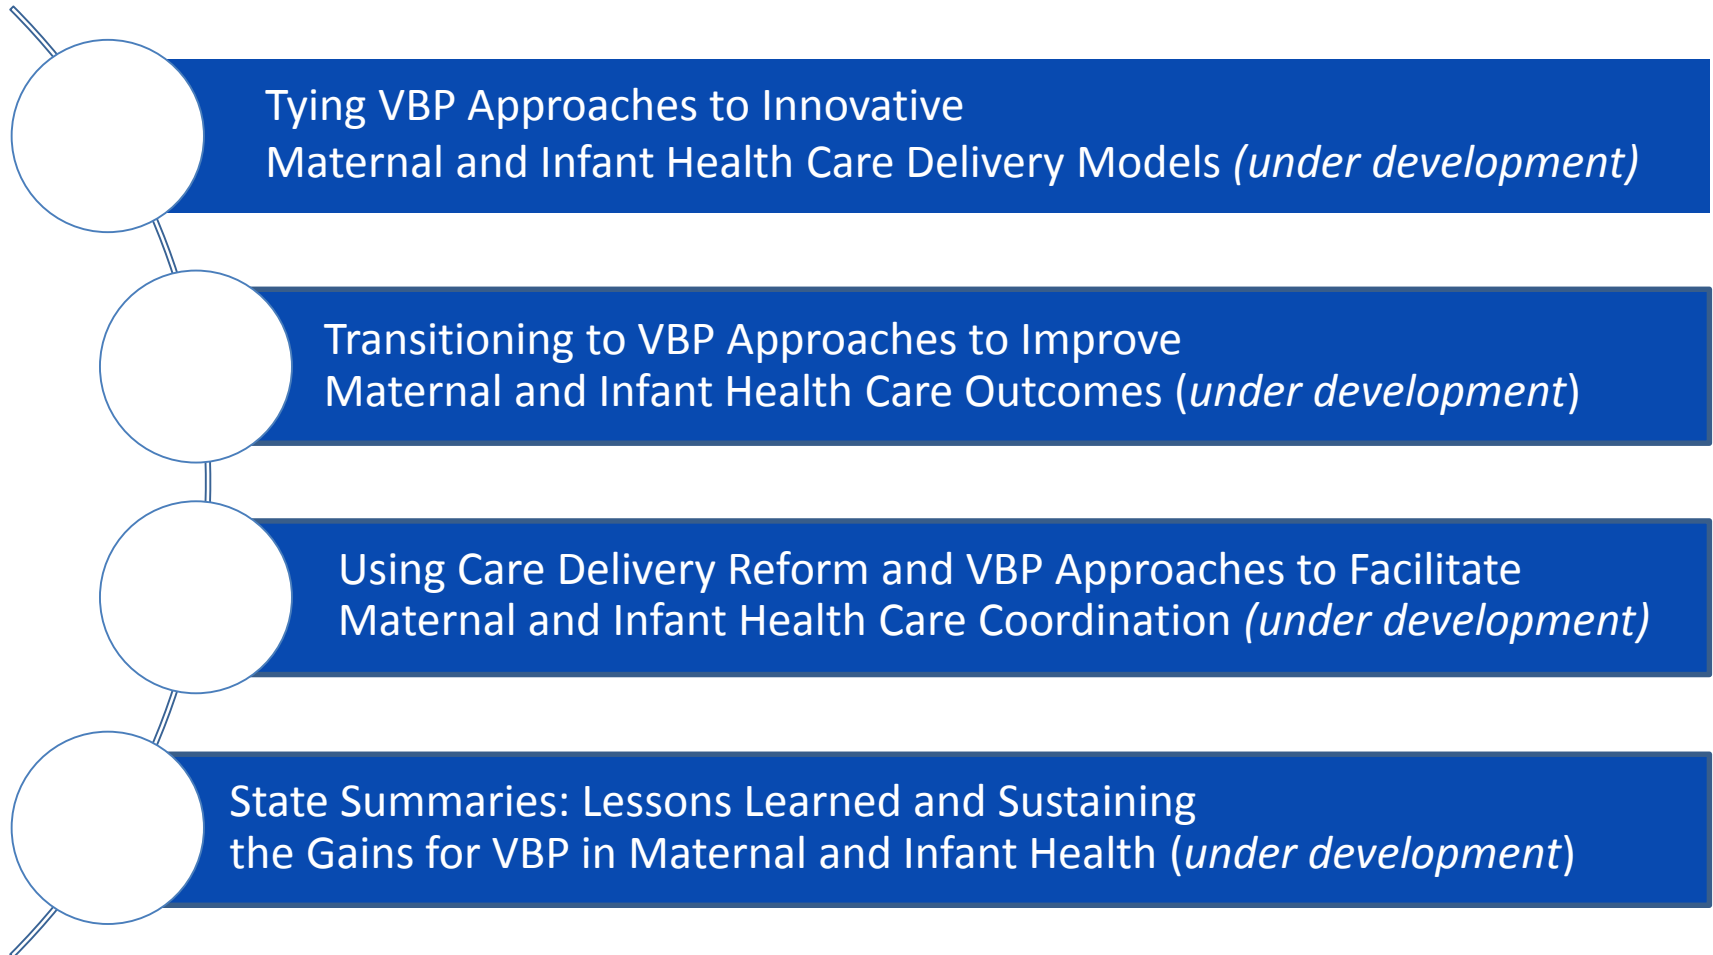 Tying VBP Approaches to Innovative
Maternal and Infant Health Care Delivery Models (under development)
Transitioning to VBP Approaches to Improve
Maternal and Infant Health Care Outcomes (under development)
Using Care Delivery Reform and VBP Approaches to Facilitate
Maternal and Infant Health Care Coordination (under development)
State Summaries: Lessons Learned and Sustaining
the Gains for VBP in Maternal and Infant Health (under development)